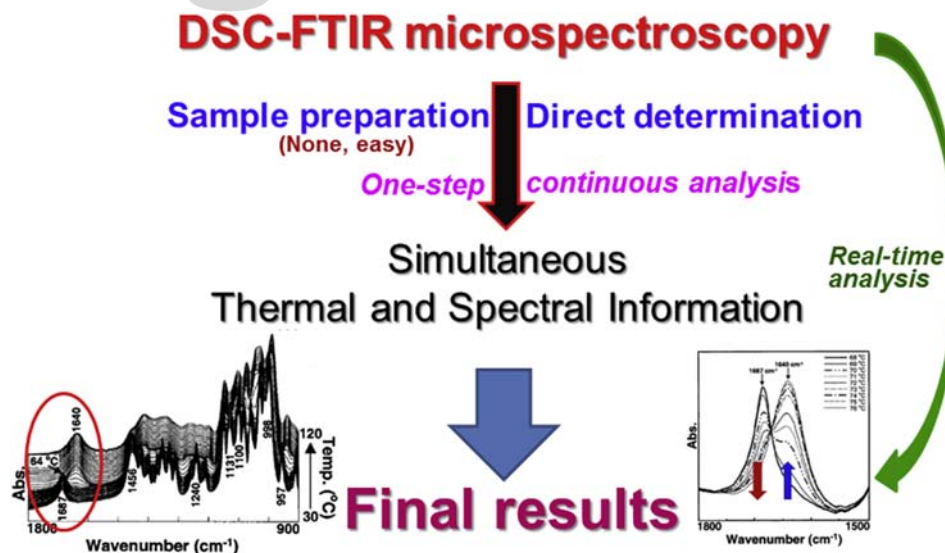 DSC-FTIR microspectroscopy
Sample preparation
(None, easy)
Direct determination
One-step continuous analysis
Real-time
analysis
Simultaneous
Thermal and Spectral Information
Final results
Abs.
64 °C
1640
1687
1456
1240
1131
1100
998
957
1800
900
Wavenumber (cm⁻¹)
120
30
Temp. (°C)
Abs.
1687 cm⁻¹
1640 cm⁻¹
1800
1500
Wavenumber (cm⁻¹)